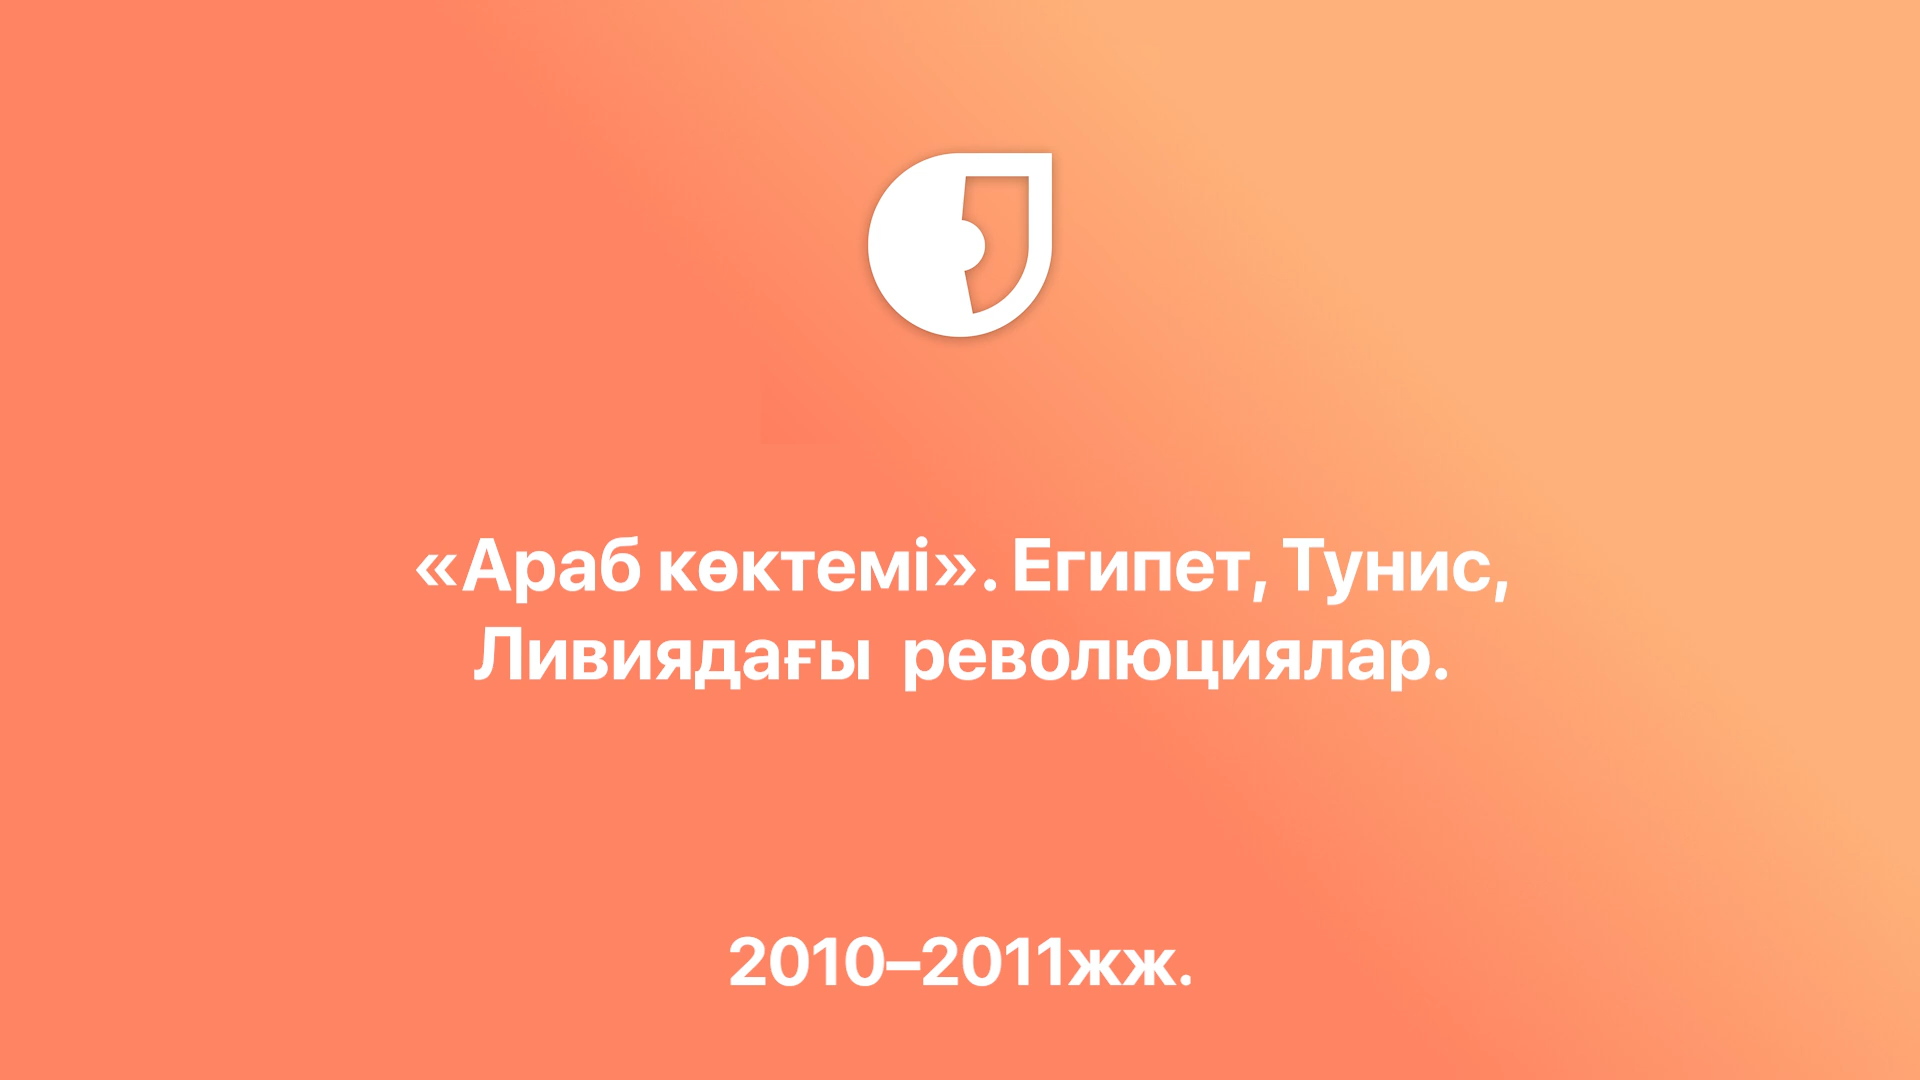 «Араб көктемі». Египет, Тунис,
Ливиядағы  революциялар.
2010–2011жж.